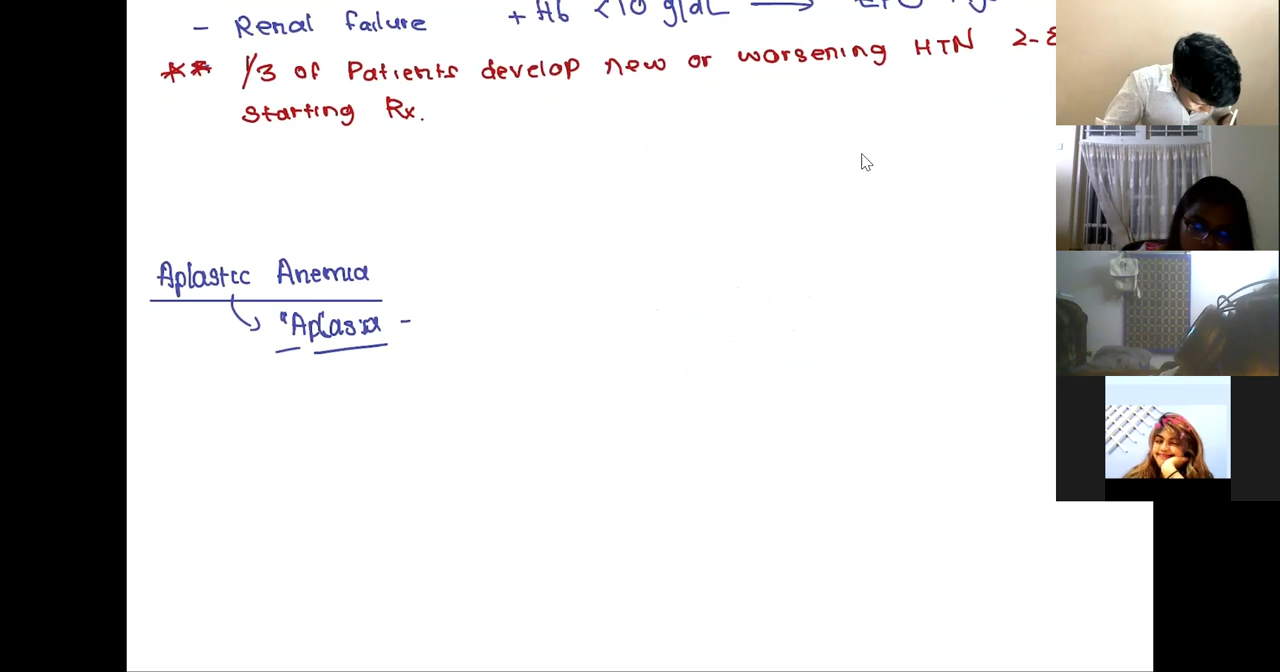 - Renal failure + Hb <10 g/dL ⟶
** 1/3 of Patients develop new or worsening HTN 2-8
starting Rx.
Aplastic Anemia
"Aplasia -